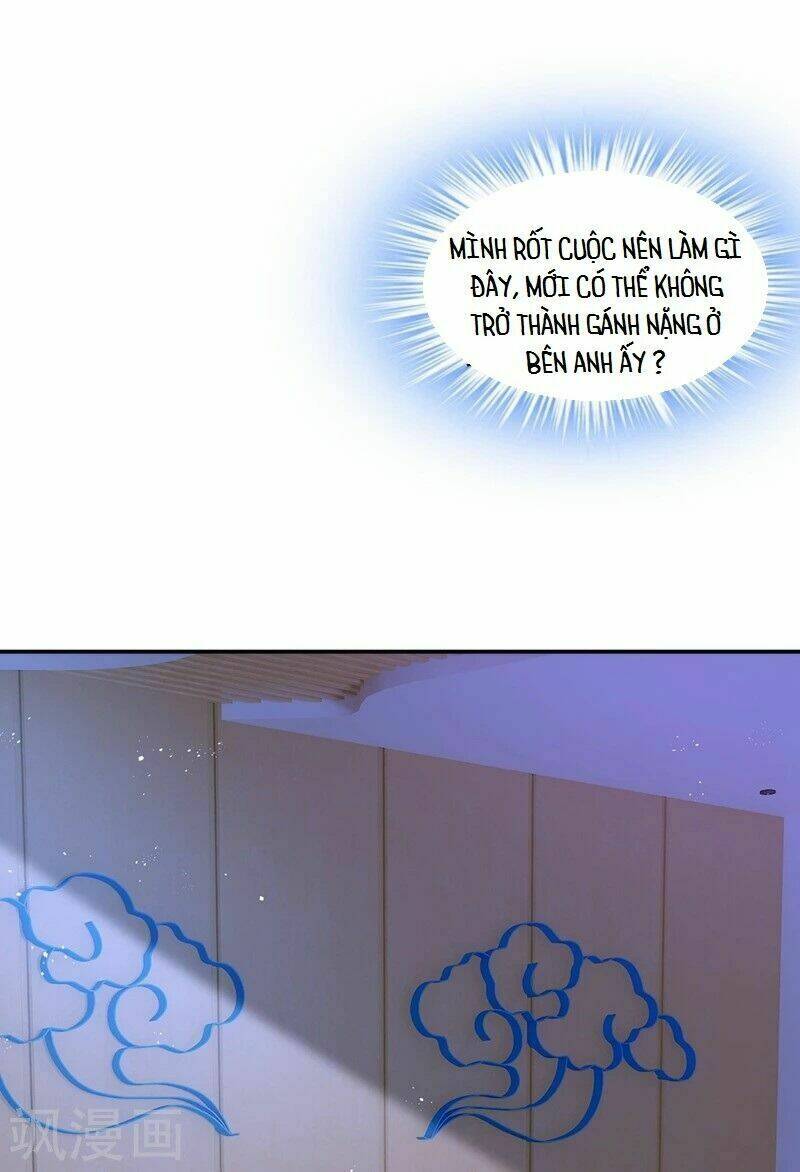 MÌNH RỐT CUỘC NÊN LÀM GÌ
ĐÂY, MỚI CÓ THỂ KHÔNG
TRỞ THÀNH GÁNH NẶNG Ở
BÊN ANH ẤY ?
飒漫画